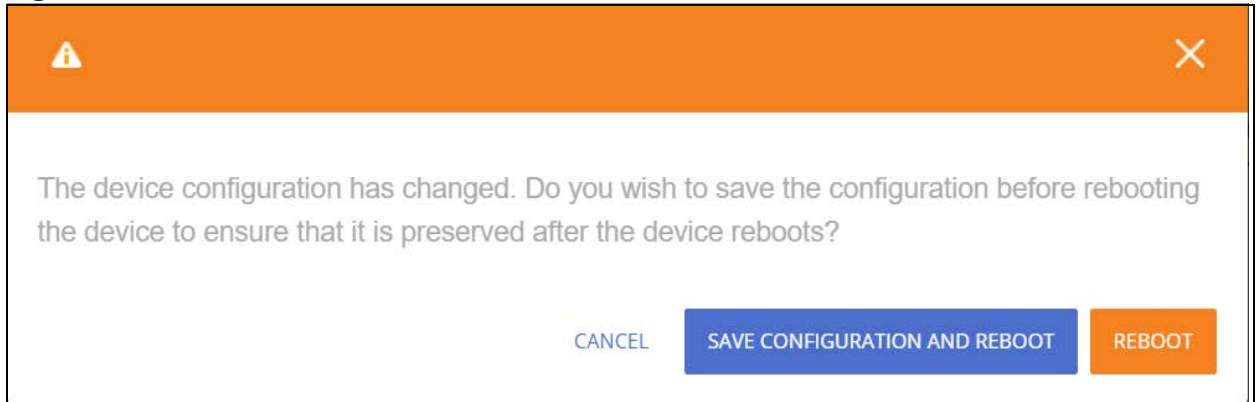 The device configuration has changed. Do you wish to save the configuration before rebooting
the device to ensure that it is preserved after the device reboots?
CANCEL SAVE CONFIGURATION AND REBOOT REBOOT